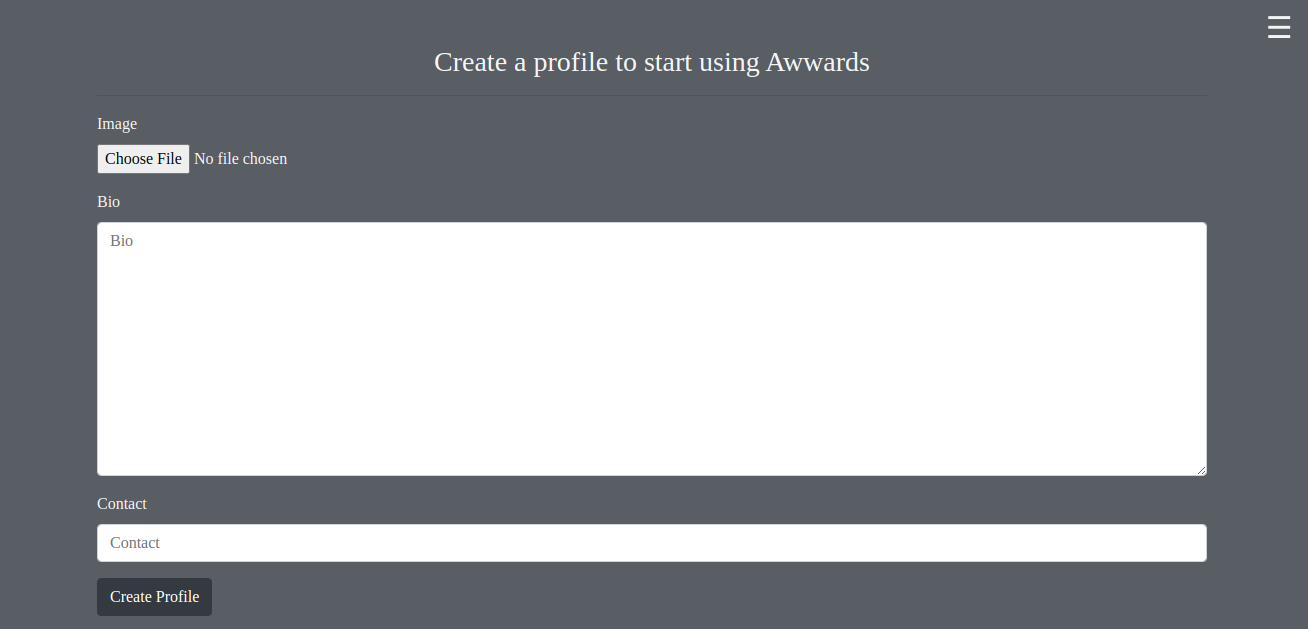 Create a profile to start using Awwards
Image
Choose File No file chosen
Bio
Bio
Contact
Contact
Create Profile